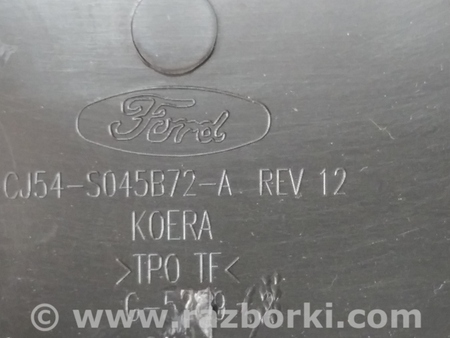 Ford
CJ54-S045B72-A REV 12
KOERA
>TPO TF<
© www.razborki.com